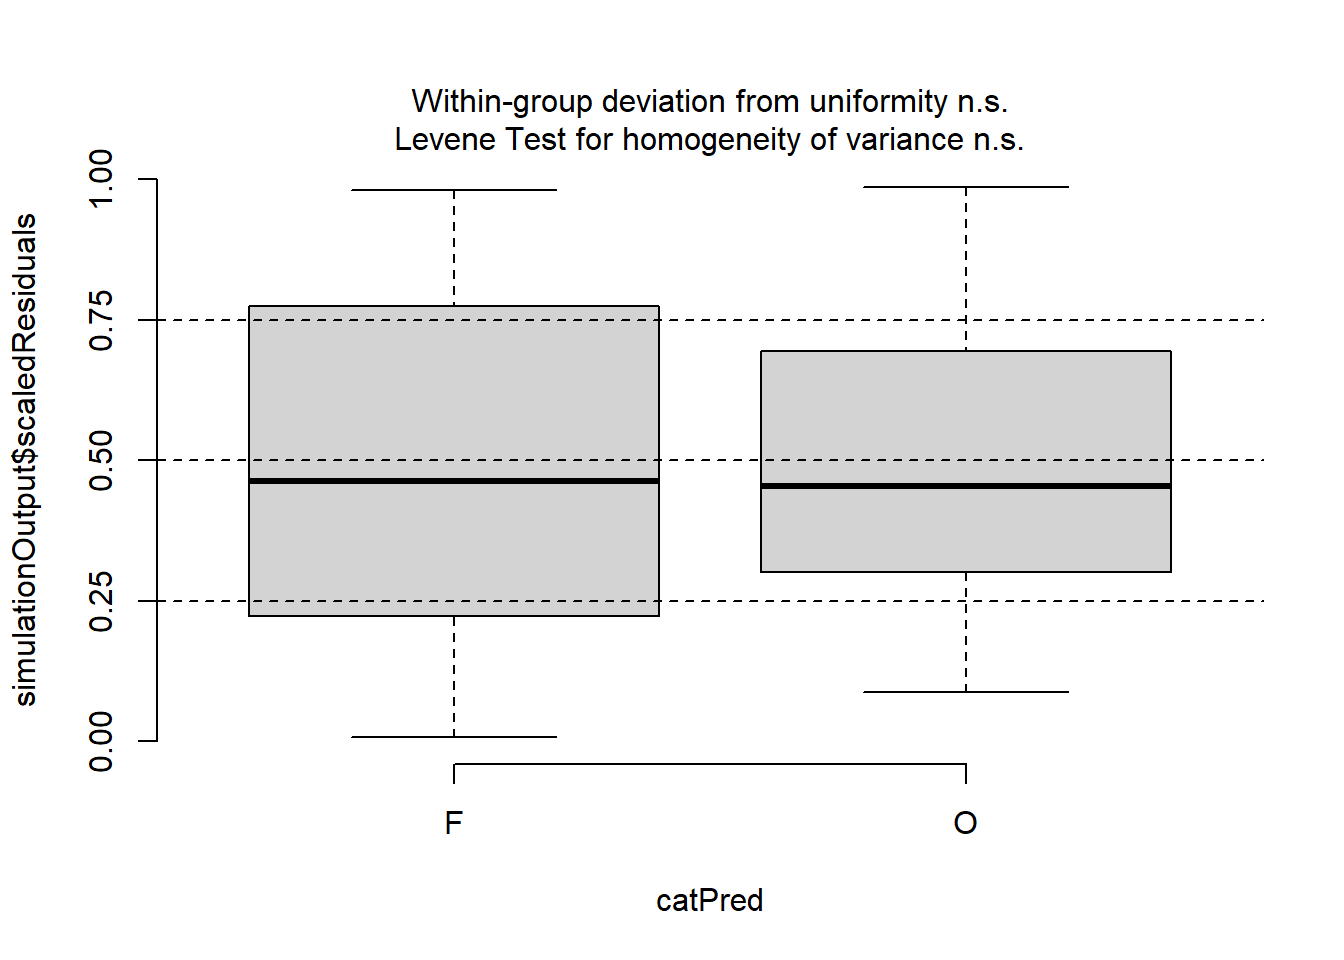 Within-group deviation from uniformity n.s.
Levene Test for homogeneity of variance n.s.
simulationOutput$scaledResiduals
1.00
0.75
0.50
0.25
0.00
F
O
catPred